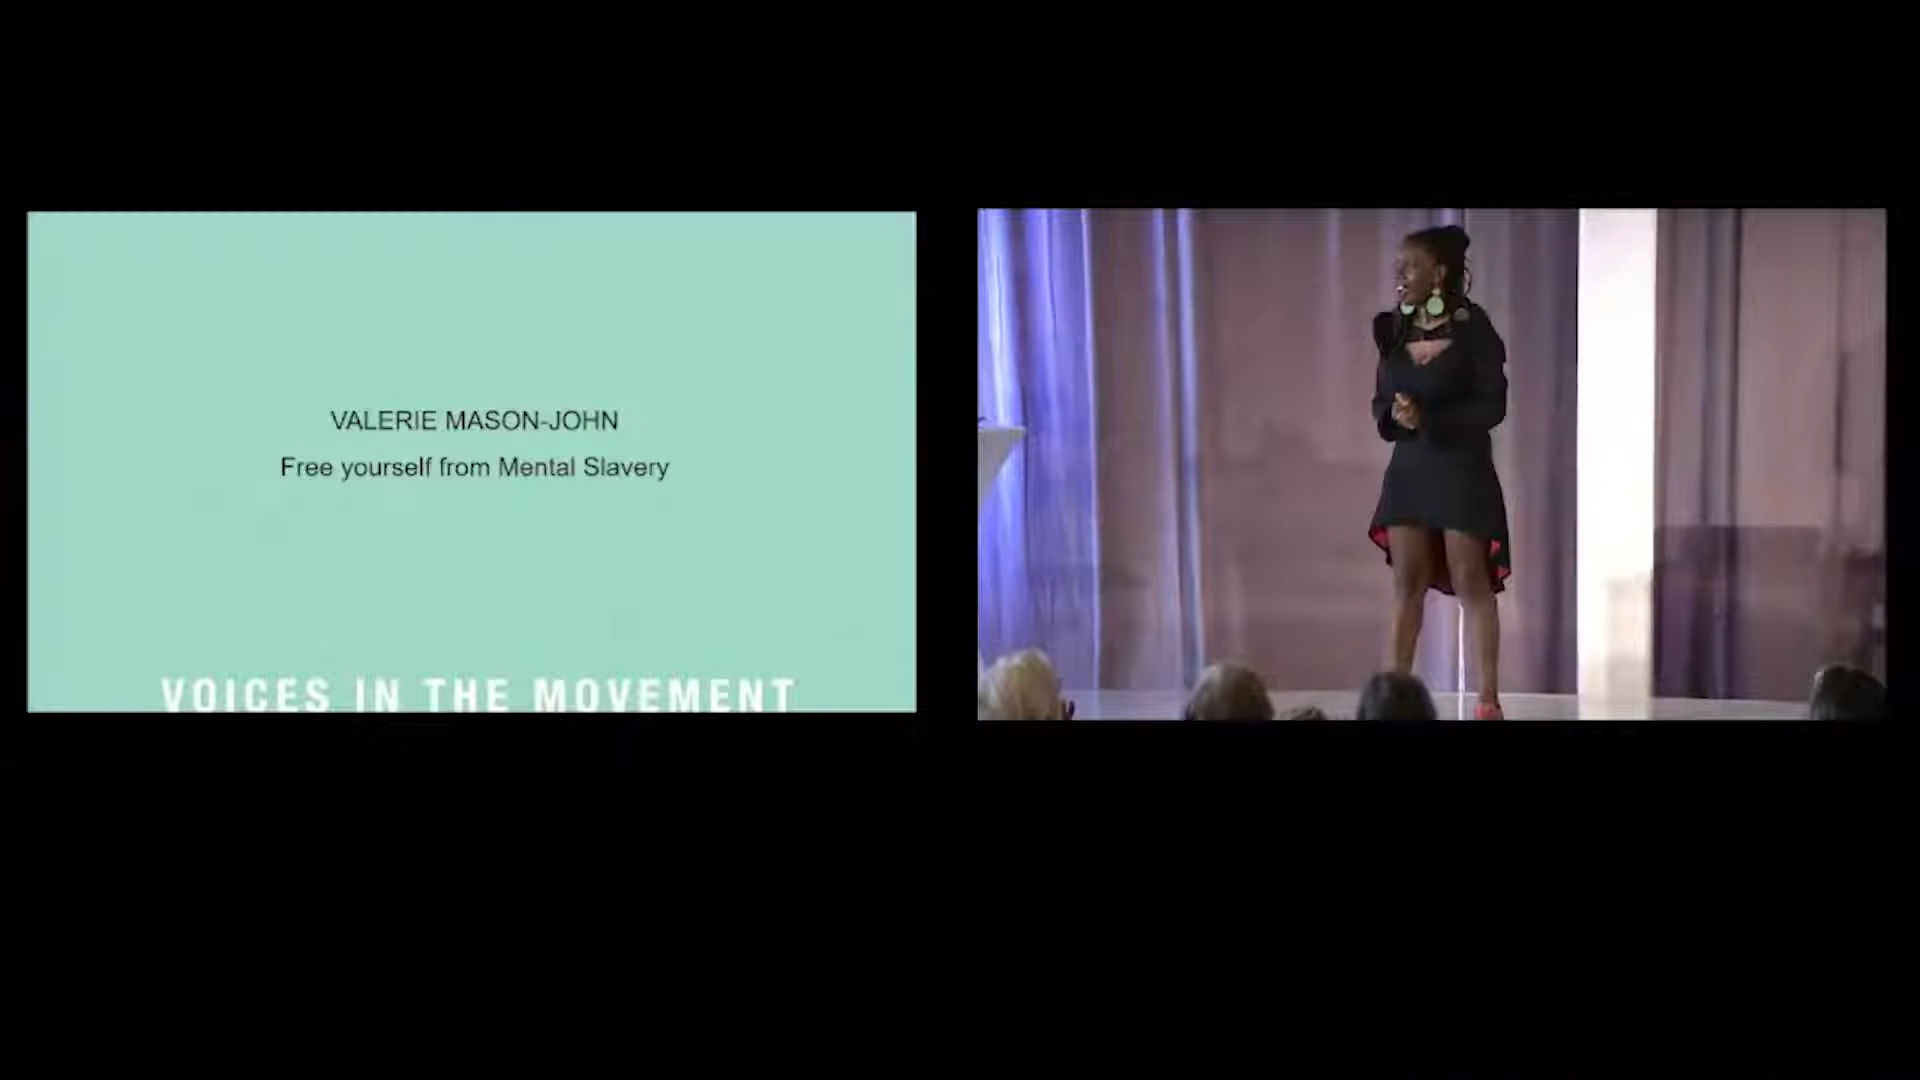 VALERIE MASON-JOHN
Free yourself from Mental Slavery
VOICES IN THE MOVEMENT